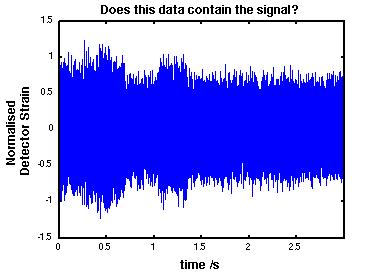 Does this data contain the signal?
1.5
1
0.5
0
-0.5
-1
-1.5
Normalised
Detector Strain
0 0.5 1 1.5 2 2.5
time /s